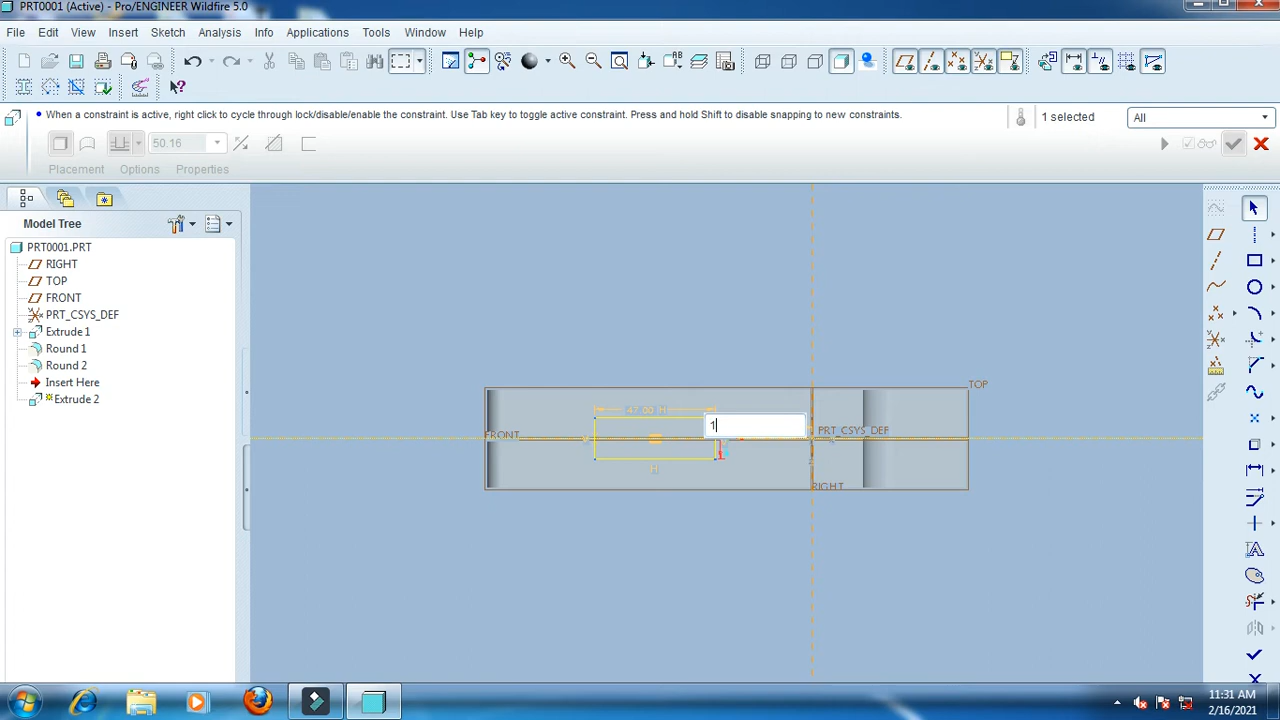 PRT0001 (Active) - Pro/ENGINEER Wildfire 5.0
File Edit View Insert Sketch Analysis Info Applications Tools Window Help
When a constraint is active, right click to cycle through lock/disable/enable the constraint. Use Tab key to toggle active constraint. Press and hold Shift to disable snapping to new constraints.
1 selected
All
50.16
Placement Options Properties
Model Tree
PRT0001.PRT
RIGHT
TOP
FRONT
PRT_CSYS_DEF
Extrude 1
Round 1
Round 2
Insert Here
Extrude 2
TOP
47.00 H
1
FRONT
PRT_CSYS_DEF
H
RIGHT
11:31 AM
2/16/2021